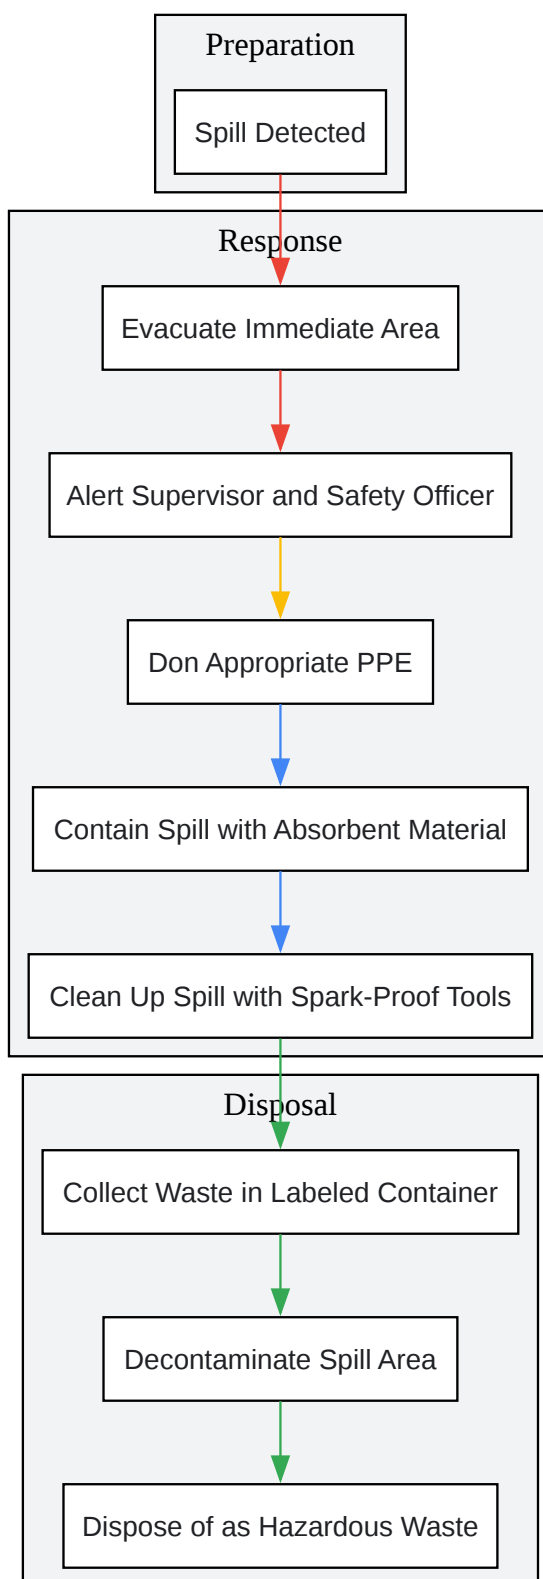 Preparation
Spill Detected
Response
Evacuate Immediate Area
Alert Supervisor and Safety Officer
Don Appropriate PPE
Contain Spill with Absorbent Material
Clean Up Spill with Spark-Proof Tools
Disposal
Collect Waste in Labeled Container
Decontaminate Spill Area
Dispose of as Hazardous Waste